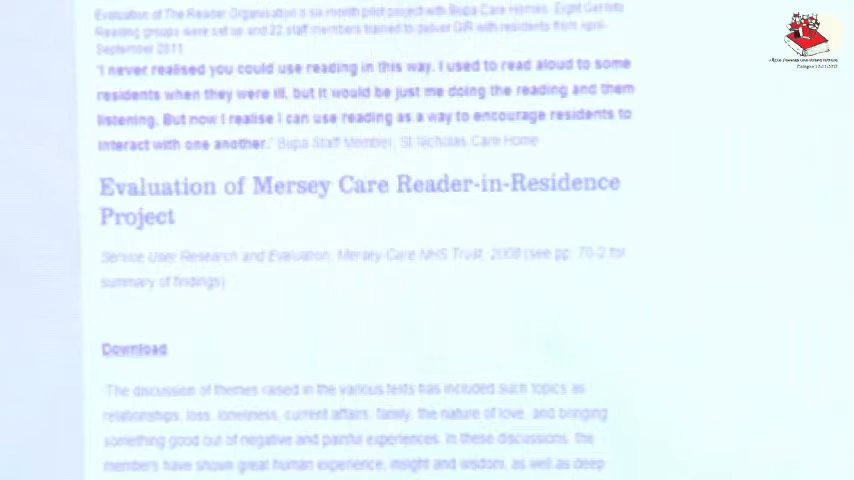 Evaluation of The Reader Organisation's six month pilot project with Bupa Care Homes. Eight Get Into
Reading groups were set up and 22 staff members trained to deliver GIR with residents from April-
September 2011
'I never realised you could use reading in this way. I used to read aloud to some
residents when they were ill, but it would be just me doing the reading and them
listening. But now I realise I can use reading as a way to encourage residents to
interact with one another.' Bupa Staff Member, St Nicholas Care Home
Evaluation of Mersey Care Reader-in-Residence
Project
Service User Research and Evaluation, Mersey Care NHS Trust, 2008 (see pp. for
summary of findings)
Download
The discussion of themes raised in the various texts has included such topics as
relationships, loss, loneliness, current affairs, family, the nature of love, and bringing
something good out of negative and painful experiences. In these discussions, the
members have shown great human experience, insight and wisdom, as well as deep